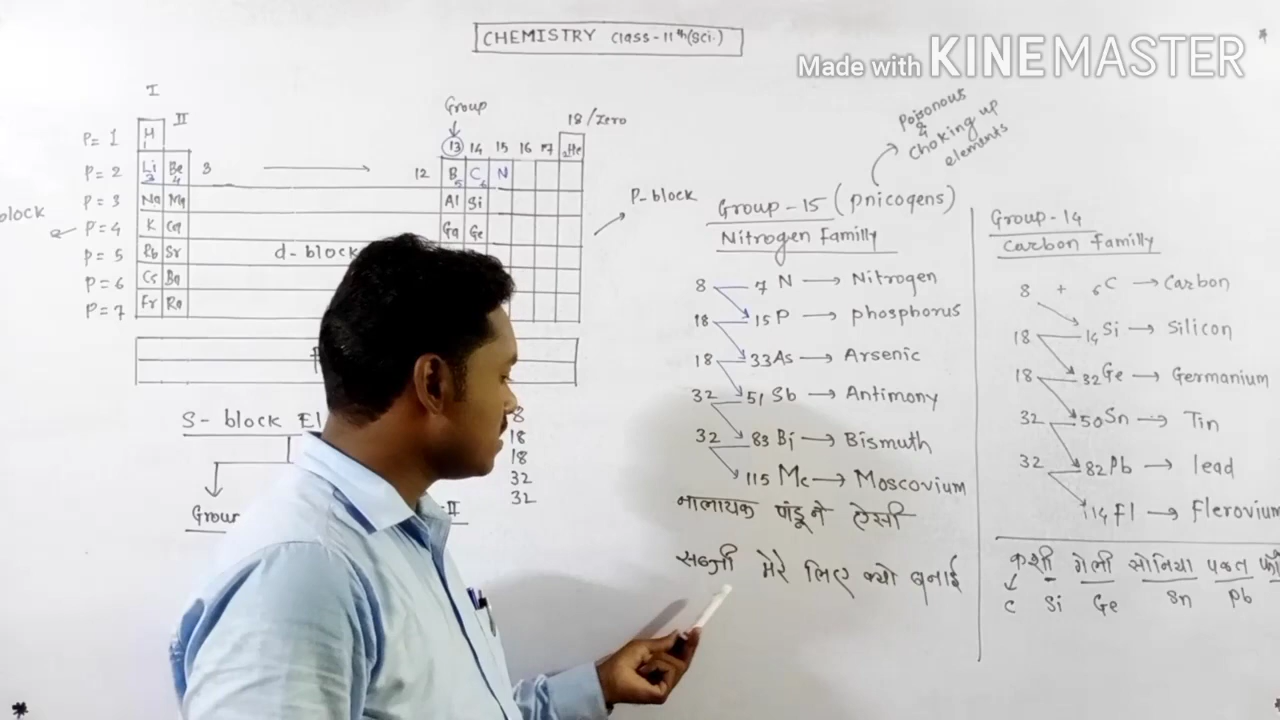 CHEMISTRY Class-11th (Sci.)
Made with KINEMASTER
I
II
P= 1 H
P= 2 Li 3 Be 4 3 → 12
P= 3 Na Mg
P= 4 K Ca
P= 5 Rb Sr d-block
P= 6 Cs Ba
P= 7 Fr Ra
block
Group
13 14 15 16 17 18/Zero
2He
B 5 C 6 N
Al Si
Ga Ge
P-block
S-block El
Group
II
8
18
18
32
32
Poisonous
&
Choking up
elements
Group-15 (pnicogens)
Nitrogen Familly
8 7 N → Nitrogen
18 15 P → phosphorus
18 33 As → Arsenic
32 51 Sb → Antimony
32 83 Bi → Bismuth
115 Mc → Moscovium
नालायक पांडू ने ऐसी
सब्जी मेरे लिए क्यो बनाई
Group-14
Carbon Familly
8 + 6C → Carbon
18 14 Si → Silicon
18 32 Ge → Germanium
32 50 Sn → Tin
32 82 Pb → lead
114 Fl → Flerovium
कशी गेली सोनिया पकत
C Si Ge Sn Pb